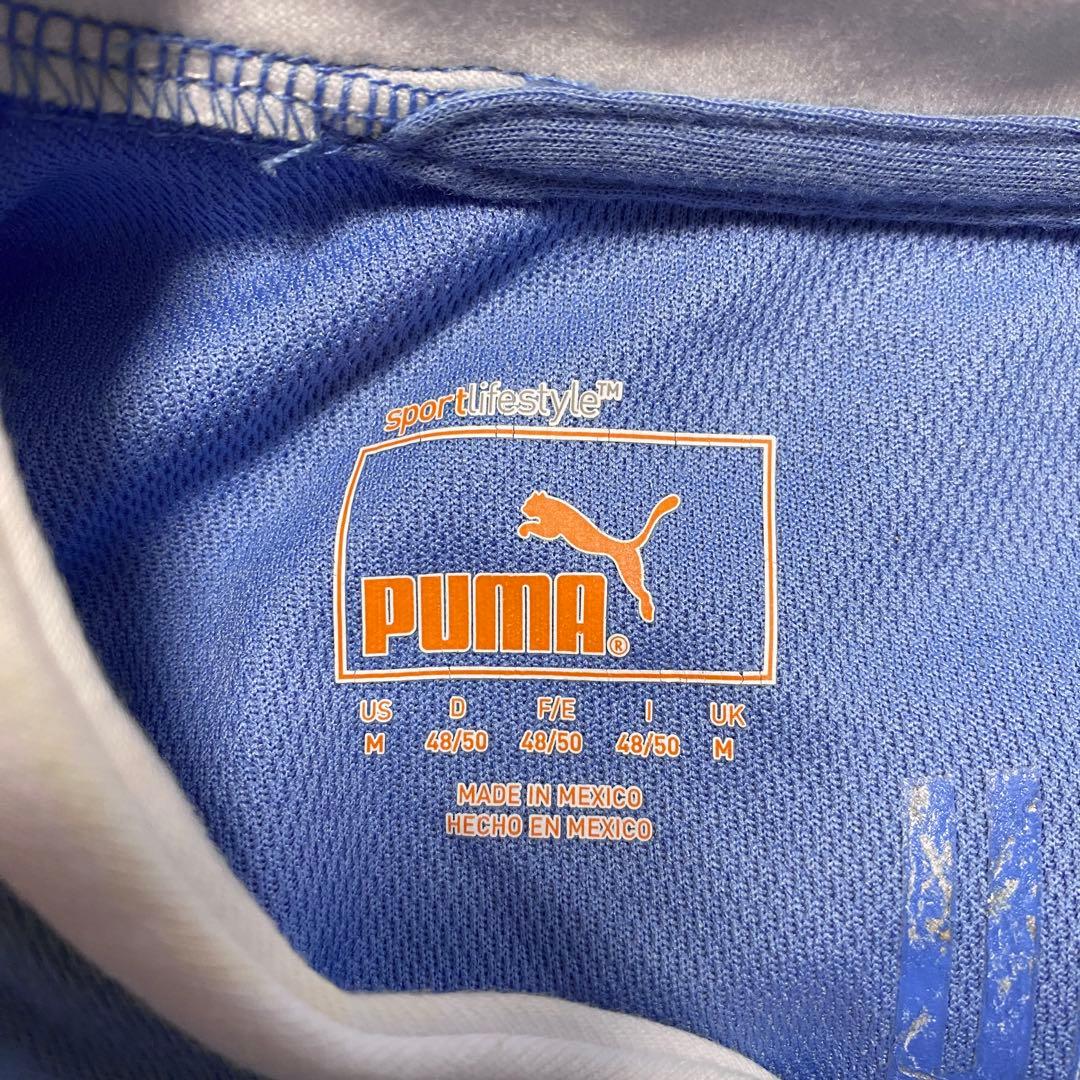 sportlifestyle™
PUMA®
US D F/E I UK
M 48/50 48/50 48/50 M
MADE IN MEXICO
HECHO EN MEXICO